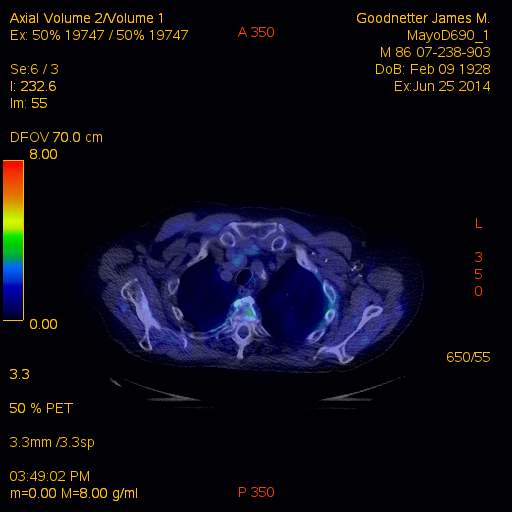 Axial Volume 2/Volume 1
Ex: 50% 19747 / 50% 19747
Se:6 / 3
I: 232.6
Im: 55
DFOV 70.0 cm
8.00
0.00
3.3
50 % PET
3.3mm /3.3sp
03:49:02 PM
m=0.00 M=8.00 g/ml
A 350
P 350
Goodnetter James M.
MayoD690_1
M 86 07-238-903
DoB: Feb 09 1928
Ex:Jun 25 2014
L
3
5
0
650/55